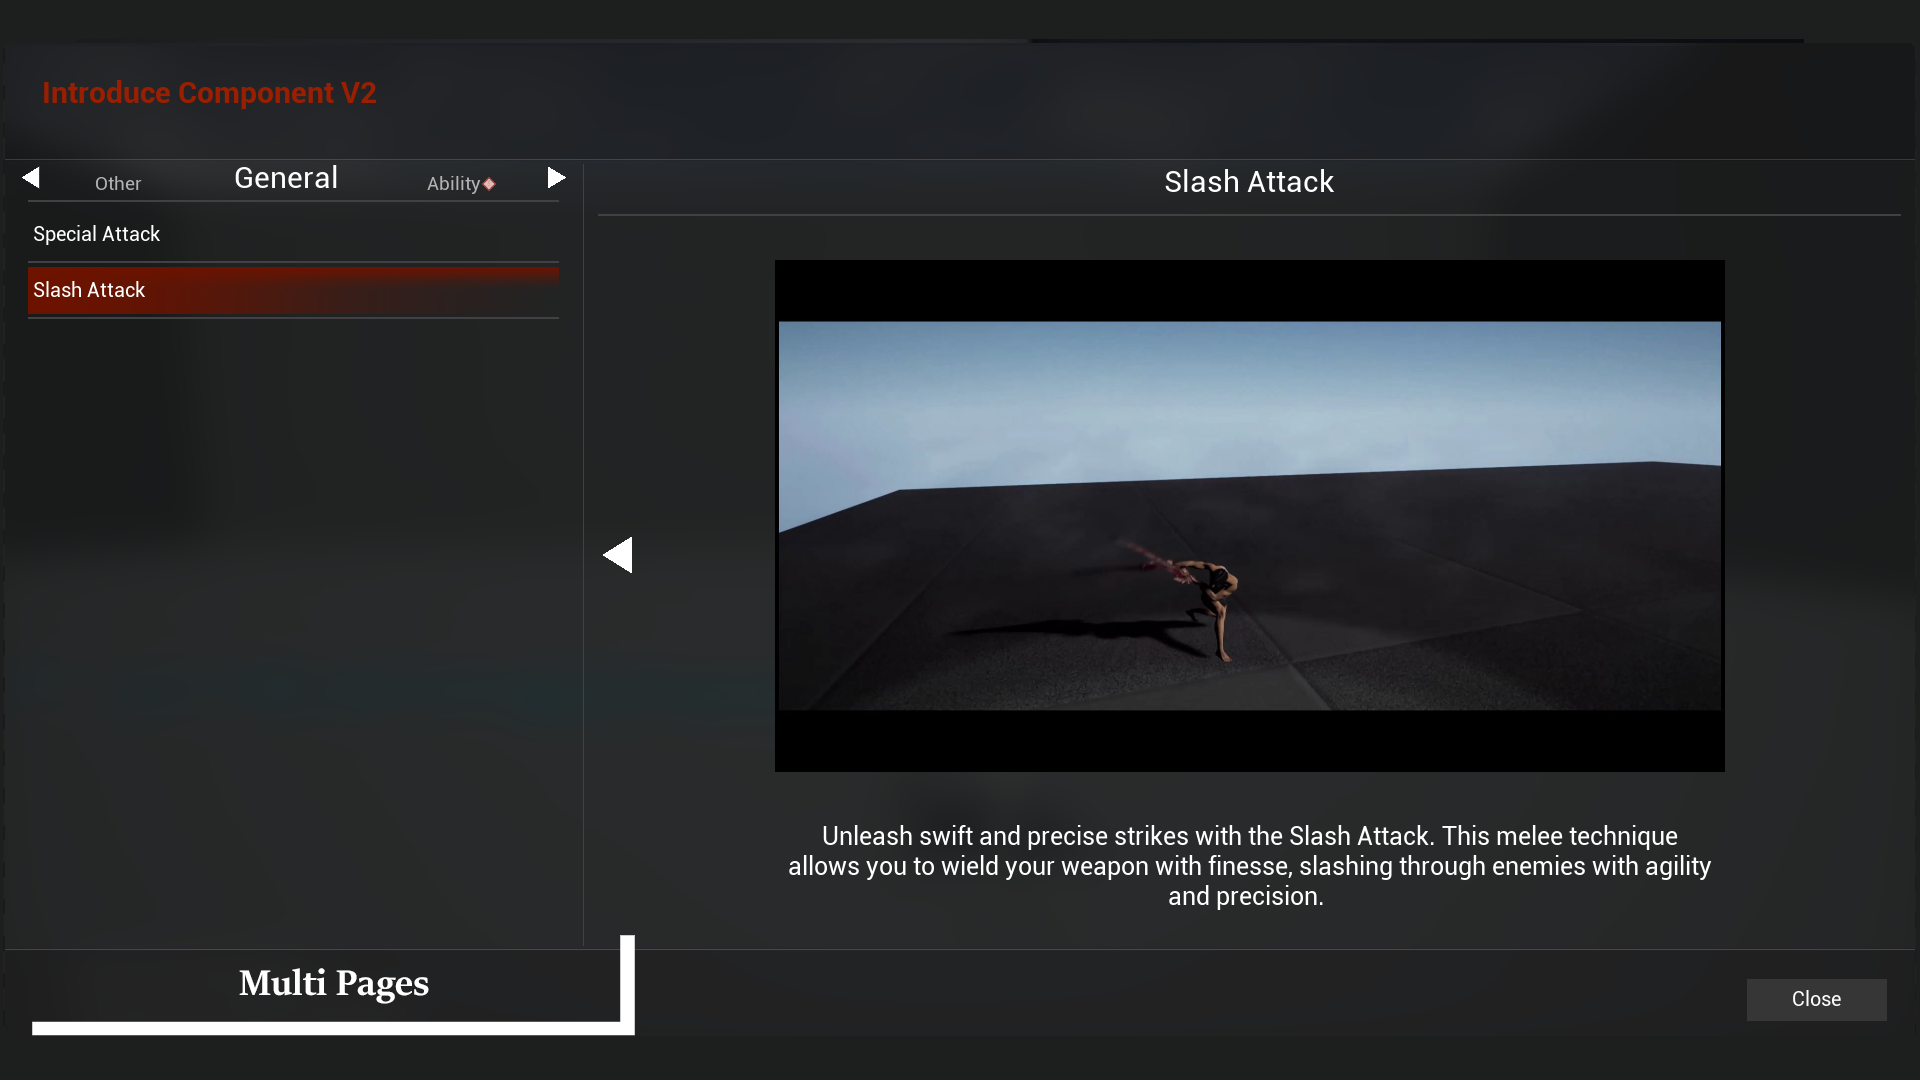 Introduce Component V2
Other
General
Ability
Special Attack
Slash Attack
Slash Attack
Unleash swift and precise strikes with the Slash Attack. This melee technique
allows you to wield your weapon with finesse, slashing through enemies with agility
and precision.
Multi Pages
Close